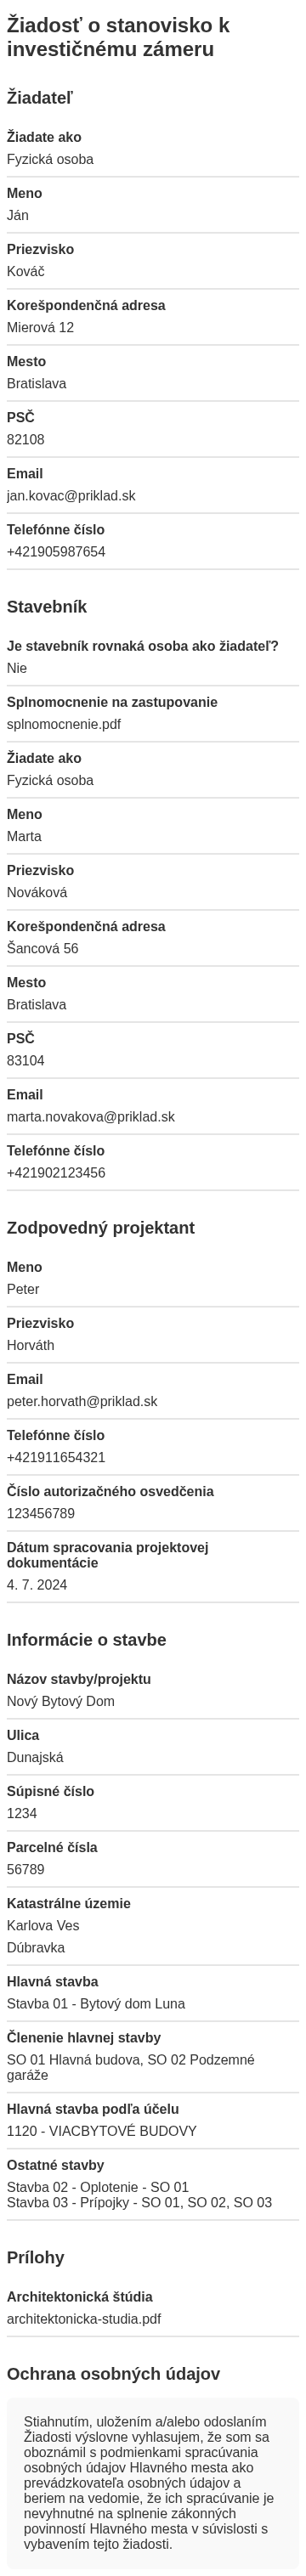 Žiadosť o stanovisko k
investičnému zámeru
Žiadateľ
Žiadate ako
Fyzická osoba
Meno
Ján
Priezvisko
Kováč
Korešpondenčná adresa
Mierová 12
Mesto
Bratislava
PSČ
82108
Email
jan.kovac@priklad.sk
Telefónne číslo
+421905987654
Stavebník
Je stavebník rovnaká osoba ako žiadateľ?
Nie
Splnomocnenie na zastupovanie
splnomocnenie.pdf
Žiadate ako
Fyzická osoba
Meno
Marta
Priezvisko
Nováková
Korešpondenčná adresa
Šancová 56
Mesto
Bratislava
PSČ
83104
Email
marta.novakova@priklad.sk
Telefónne číslo
+421902123456
Zodpovedný projektant
Meno
Peter
Priezvisko
Horváth
Email
peter.horvath@priklad.sk
Telefónne číslo
+421911654321
Číslo autorizačného osvedčenia
123456789
Dátum spracovania projektovej
dokumentácie
4. 7. 2024
Informácie o stavbe
Názov stavby/projektu
Nový Bytový Dom
Ulica
Dunajská
Súpisné číslo
1234
Parcelné čísla
56789
Katastrálne územie
Karlova Ves
Dúbravka
Hlavná stavba
Stavba 01 - Bytový dom Luna
Členenie hlavnej stavby
SO 01 Hlavná budova, SO 02 Podzemné
garáže
Hlavná stavba podľa účelu
1120 - VIACBYTOVÉ BUDOVY
Ostatné stavby
Stavba 02 - Oplotenie - SO 01
Stavba 03 - Prípojky - SO 01, SO 02, SO 03
Prílohy
Architektonická štúdia
architektonicka-studia.pdf
Ochrana osobných údajov
Stiahnutím, uložením a/alebo odoslaním
Žiadosti výslovne vyhlasujem, že som sa
oboznámil s podmienkami spracúvania
osobných údajov Hlavného mesta ako
prevádzkovateľa osobných údajov a
beriem na vedomie, že ich spracúvanie je
nevyhnutné na splnenie zákonných
povinností Hlavného mesta v súvislosti s
vybavením tejto žiadosti.